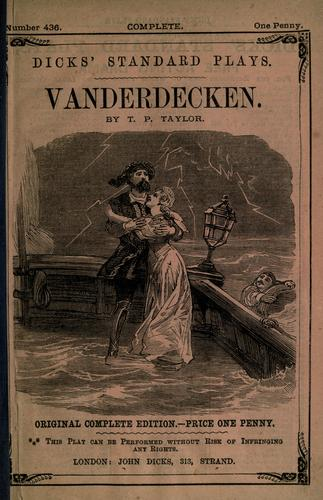 Number 436. COMPLETE. One Penny.
DICKS' STANDARD PLAYS.
VANDERDECKEN.
BY T. P. TAYLOR.
ORIGINAL COMPLETE EDITION.—PRICE ONE PENNY.
*⁎* THIS PLAY CAN BE PERFORMED WITHOUT RISK OF INFRINGING
ANY RIGHTS.
LONDON: JOHN DICKS, 313, STRAND.